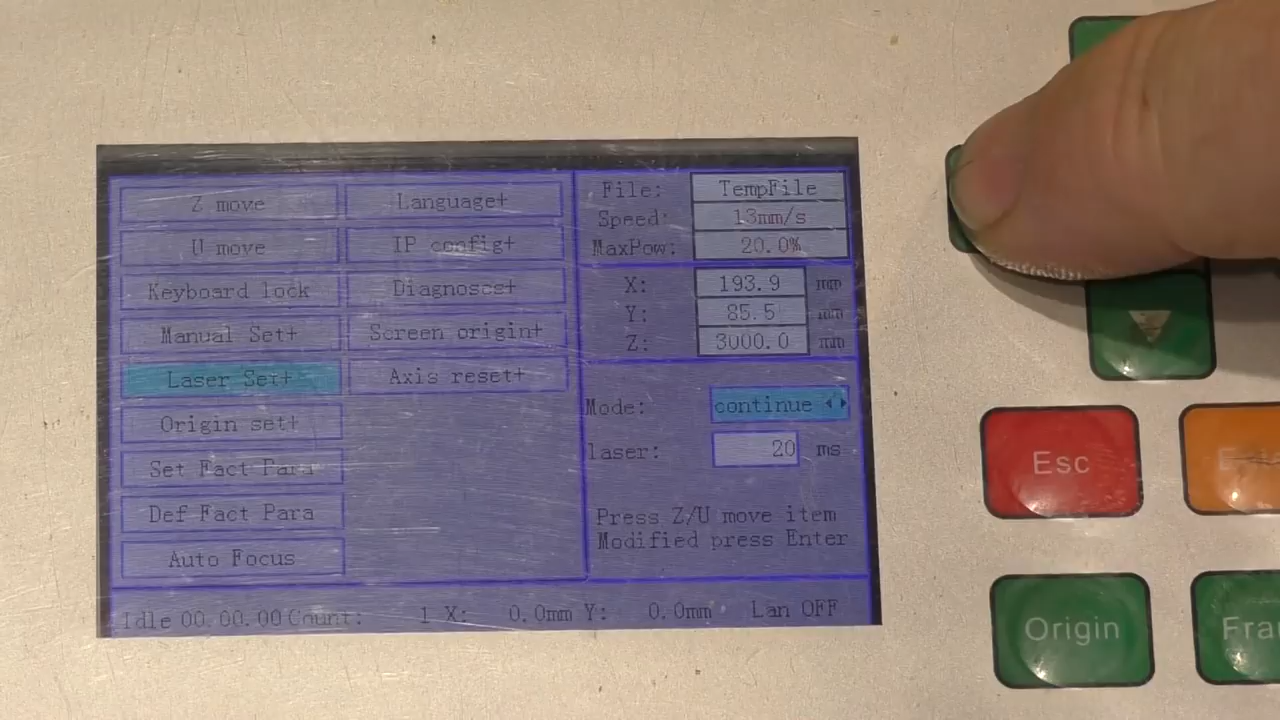 Z move
Language+
U move
IP config+
Keyboard lock
Diagnoses+
Manual Set+
Screen origin+
Laser Set+
Axis reset+
Origin set+
Set Fact Para
Def Fact Para
Auto Focus
File: TempFile
Speed: 13mm/s
MaxPow: 20.0%
X: 193.9 mm
Y: 85.5 mm
Z: 3000.0 mm
Mode: continue
laser: 20 ms
Press Z/U move item
Modified press Enter
Idle 00.00.00 Count: 1 X: 0.0mm Y: 0.0mm Lan OFF
Esc
Origin